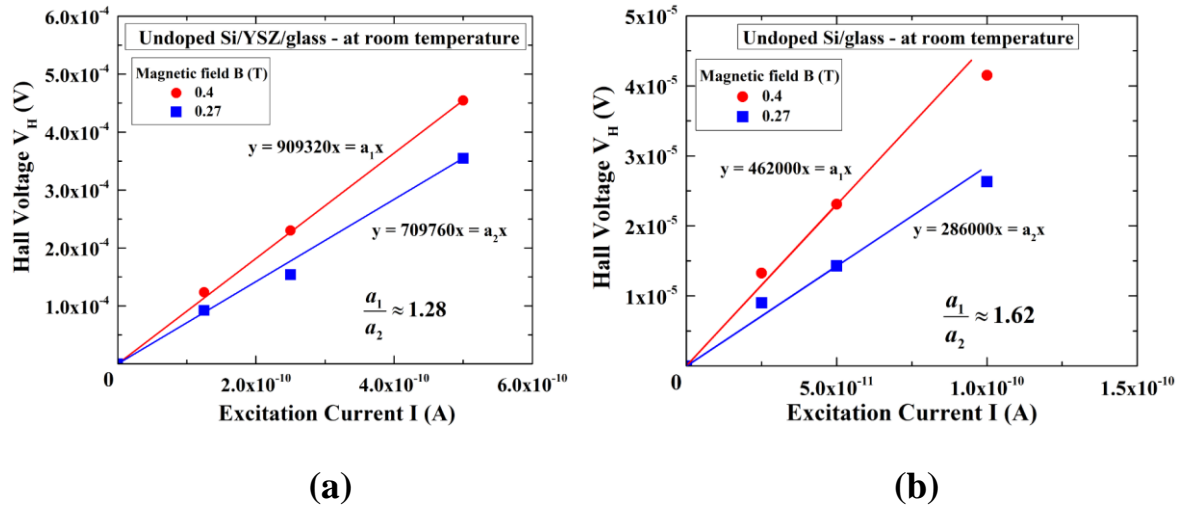 Undoped Si/YSZ/glass - at room temperature
Magnetic field B (T)
0.4
0.27
y = 909320x = a₁x
y = 709760x = a₂x
a₁/a₂ ≈ 1.28
Hall Voltage V_H (V)
6.0x10⁻⁴
5.0x10⁻⁴
4.0x10⁻⁴
3.0x10⁻⁴
2.0x10⁻⁴
1.0x10⁻⁴
0
2.0x10⁻¹⁰
4.0x10⁻¹⁰
6.0x10⁻¹⁰
Excitation Current I (A)
(a)
Undoped Si/glass - at room temperature
Magnetic field B (T)
0.4
0.27
y = 462000x = a₁x
y = 286000x = a₂x
a₁/a₂ ≈ 1.62
Hall Voltage V_H (V)
5x10⁻⁵
4x10⁻⁵
3x10⁻⁵
2x10⁻⁵
1x10⁻⁵
0
5.0x10⁻¹¹
1.0x10⁻¹⁰
1.5x10⁻¹⁰
Excitation Current I (A)
(b)